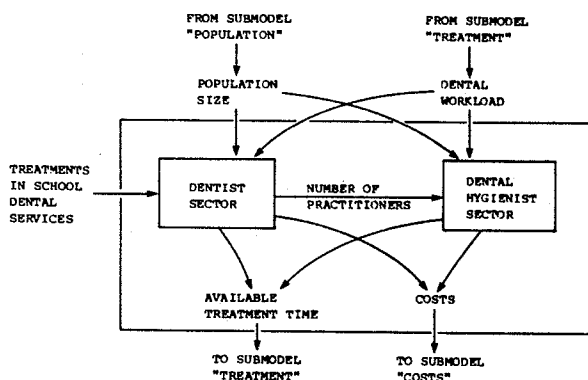 FROM SUBMODEL
"POPULATION"
FROM SUBMODEL
"TREATMENT"
POPULATION
SIZE
DENTAL
WORKLOAD
TREATMENTS
IN SCHOOL
DENTAL
SERVICES
DENTIST
SECTOR
NUMBER OF
PRACTITIONERS
DENTAL
HYGIENIST
SECTOR
AVAILABLE
TREATMENT TIME
COSTS
TO SUBMODEL
"TREATMENT"
TO SUBMODEL
"COSTS"